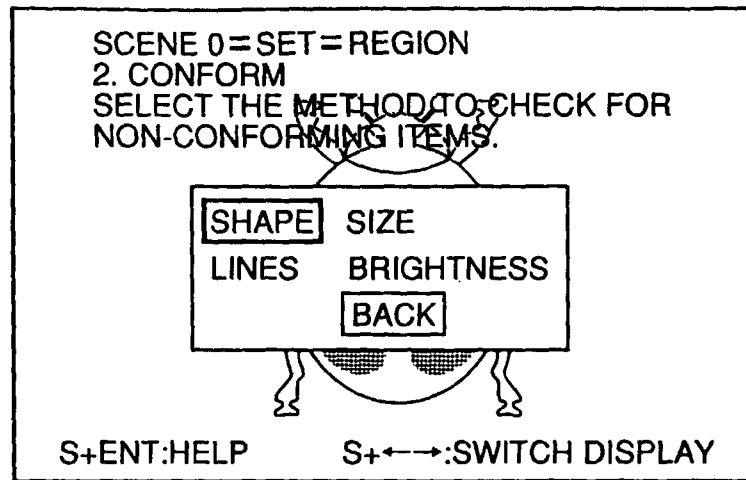 SCENE 0=SET=REGION
2. CONFORM
SELECT THE METHOD TO CHECK FOR
NON-CONFORMING ITEMS.
SHAPE SIZE
LINES BRIGHTNESS
BACK
S+ENT:HELP S+←→:SWITCH DISPLAY